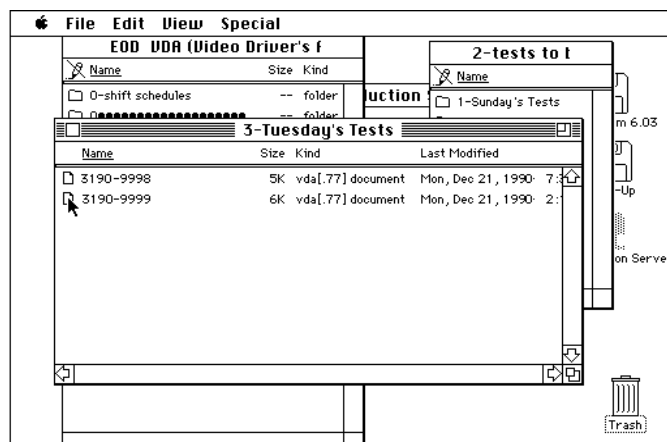 File Edit View Special
EOD VDA (Video Driver's f
2-tests to t
Name Size Kind
Name
0-shift schedules -- folder
uction
1-Sunday's Tests
m 6.03
3-Tuesday's Tests
Name Size Kind Last Modified
3190-9998 5K vda[.77] document Mon, Dec 21, 1990 7:
3190-9999 6K vda[.77] document Mon, Dec 21, 1990 2:
-Up
on Serve
Trash